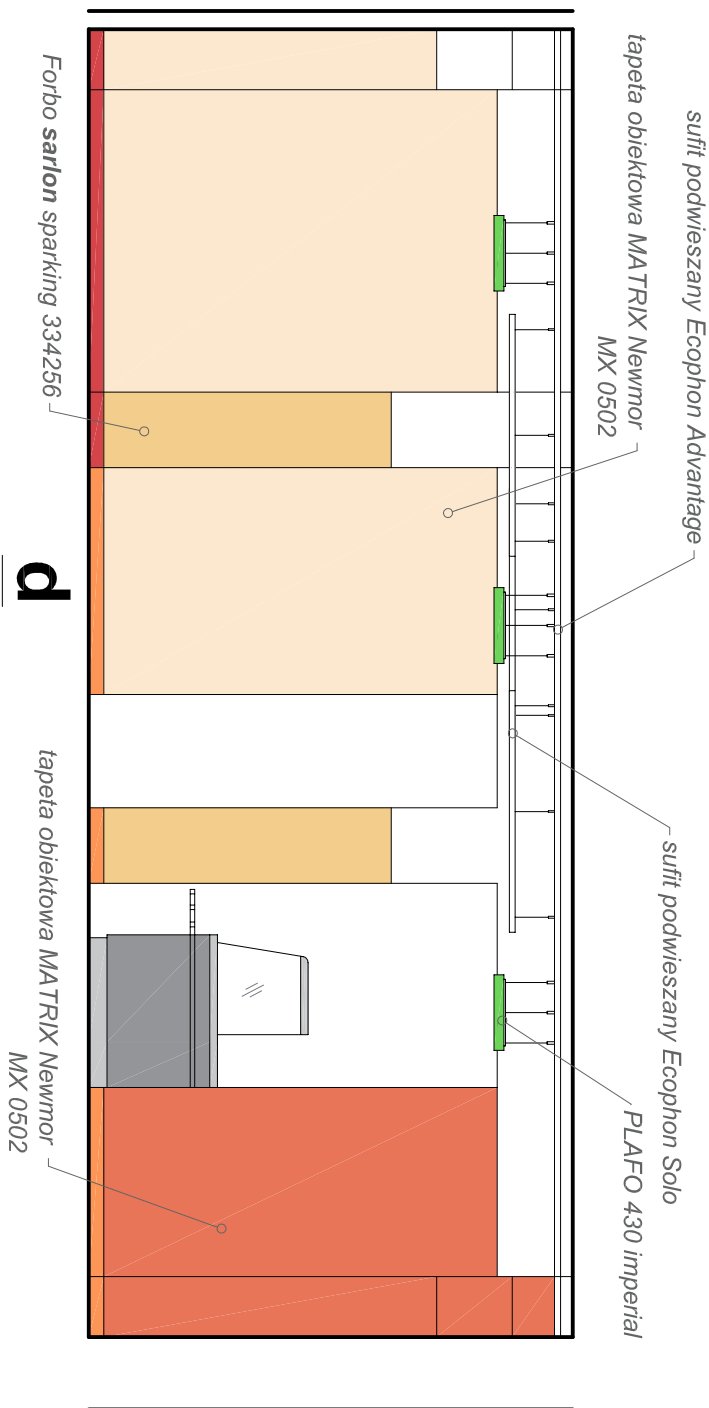 sufit podwieszany Ecophon Advantage
tapeta obiektowa MATRIX Newmor
MX 0502
sufit podwieszany Ecophon Solo
PLAFO 430 imperial
Forbo sarlon sparking 334256
d
tapeta obiektowa MATRIX Newmor
MX 0502